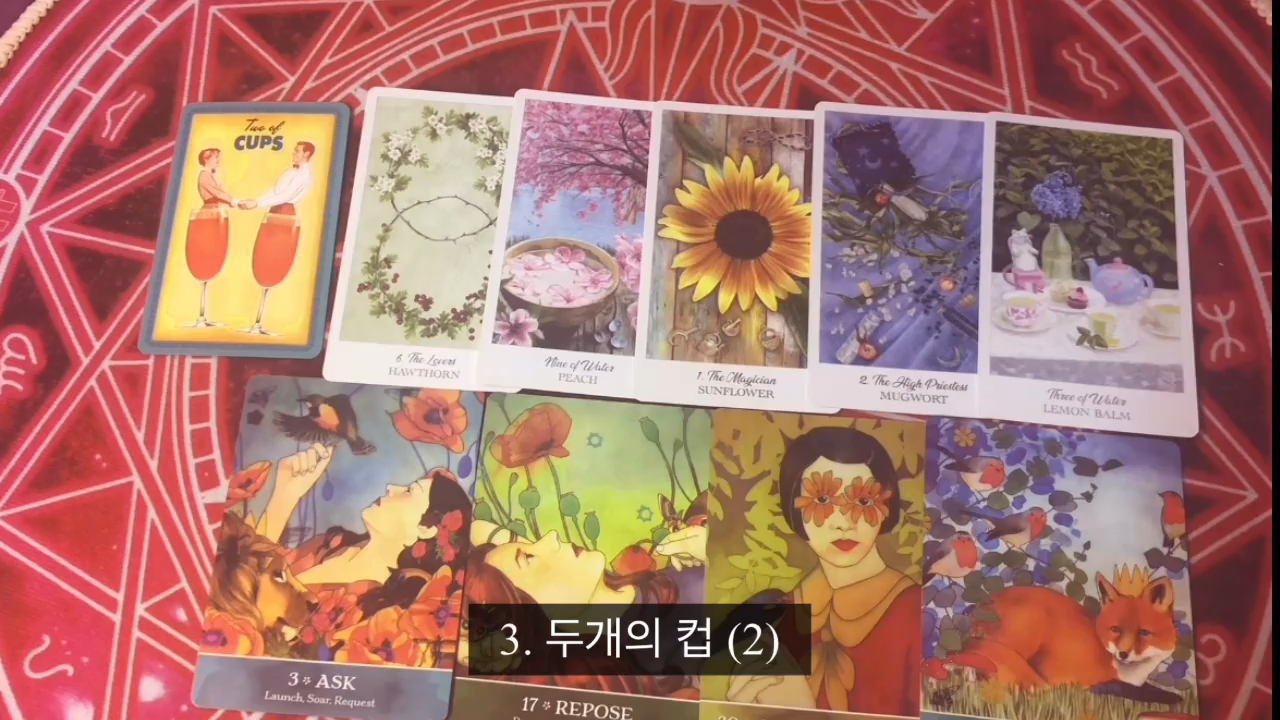 Two of
CUPS
6. The Lovers
HAWTHORN
Nine of Water
PEACH
1. The Magician
SUNFLOWER
2. The High Priestess
MUGWORT
Three of Water
LEMON BALM
3 ASK
Launch, Soar, Request
17 REPOSE
3. 두개의 컵 (2)